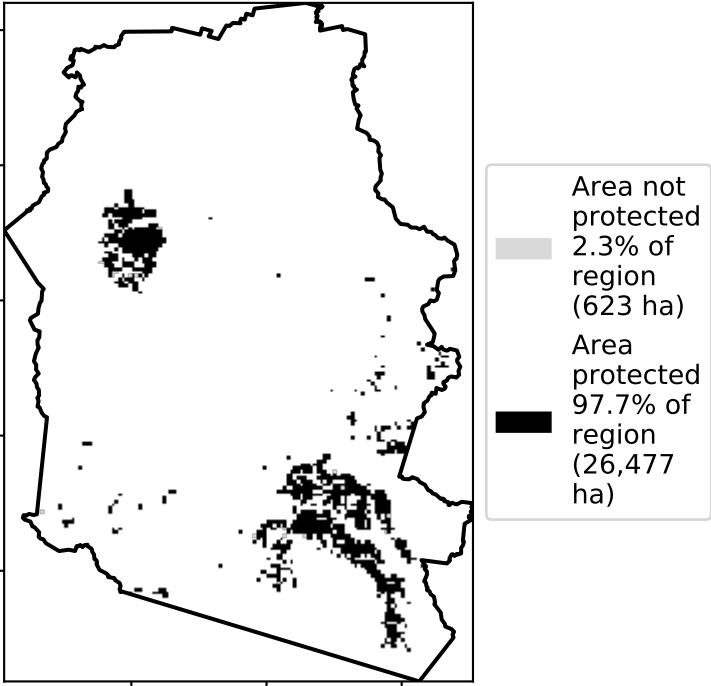 Area not
protected
2.3% of
region
(623 ha)
Area
protected
97.7% of
region
(26,477
ha)